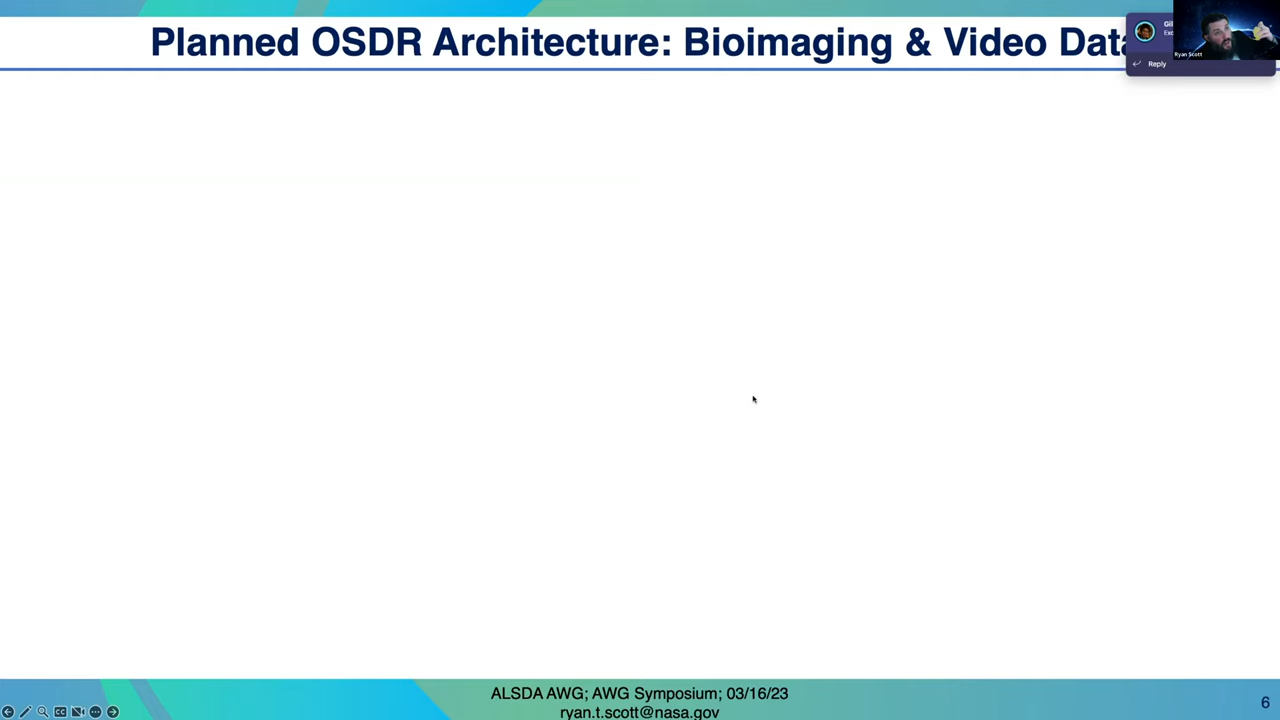 Planned OSDR Architecture: Bioimaging & Video Data
Ryan Scott
Reply
CC
ALSDA AWG; AWG Symposium; 03/16/23
ryan.t.scott@nasa.gov
6